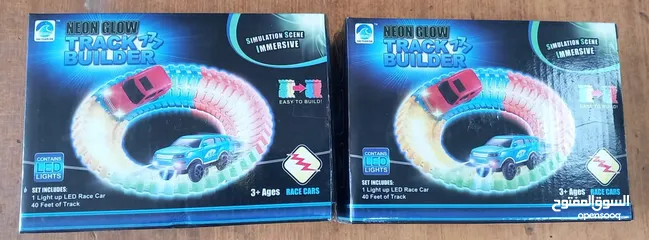 NEON GLOW
TRACK
BUILDER
SIMULATION SCENE
IMMERSIVE
EASY TO BUILD!
CONTAINS
LED
LIGHTS
SET INCLUDES:
1 Light up LED Race Car
40 Feet of Track
3+ Ages
RACE CARS
NEON GLOW
TRACK
BUILDER
SIMULATION SCENE
IMMERSIVE
EASY TO BUILD!
CONTAINS
LED
LIGHTS
SET INCLUDES:
1 Light up LED Race Car
40 Feet of Track
3+ Ages
RACE CARS
السوق المفتوح
opensooq.com